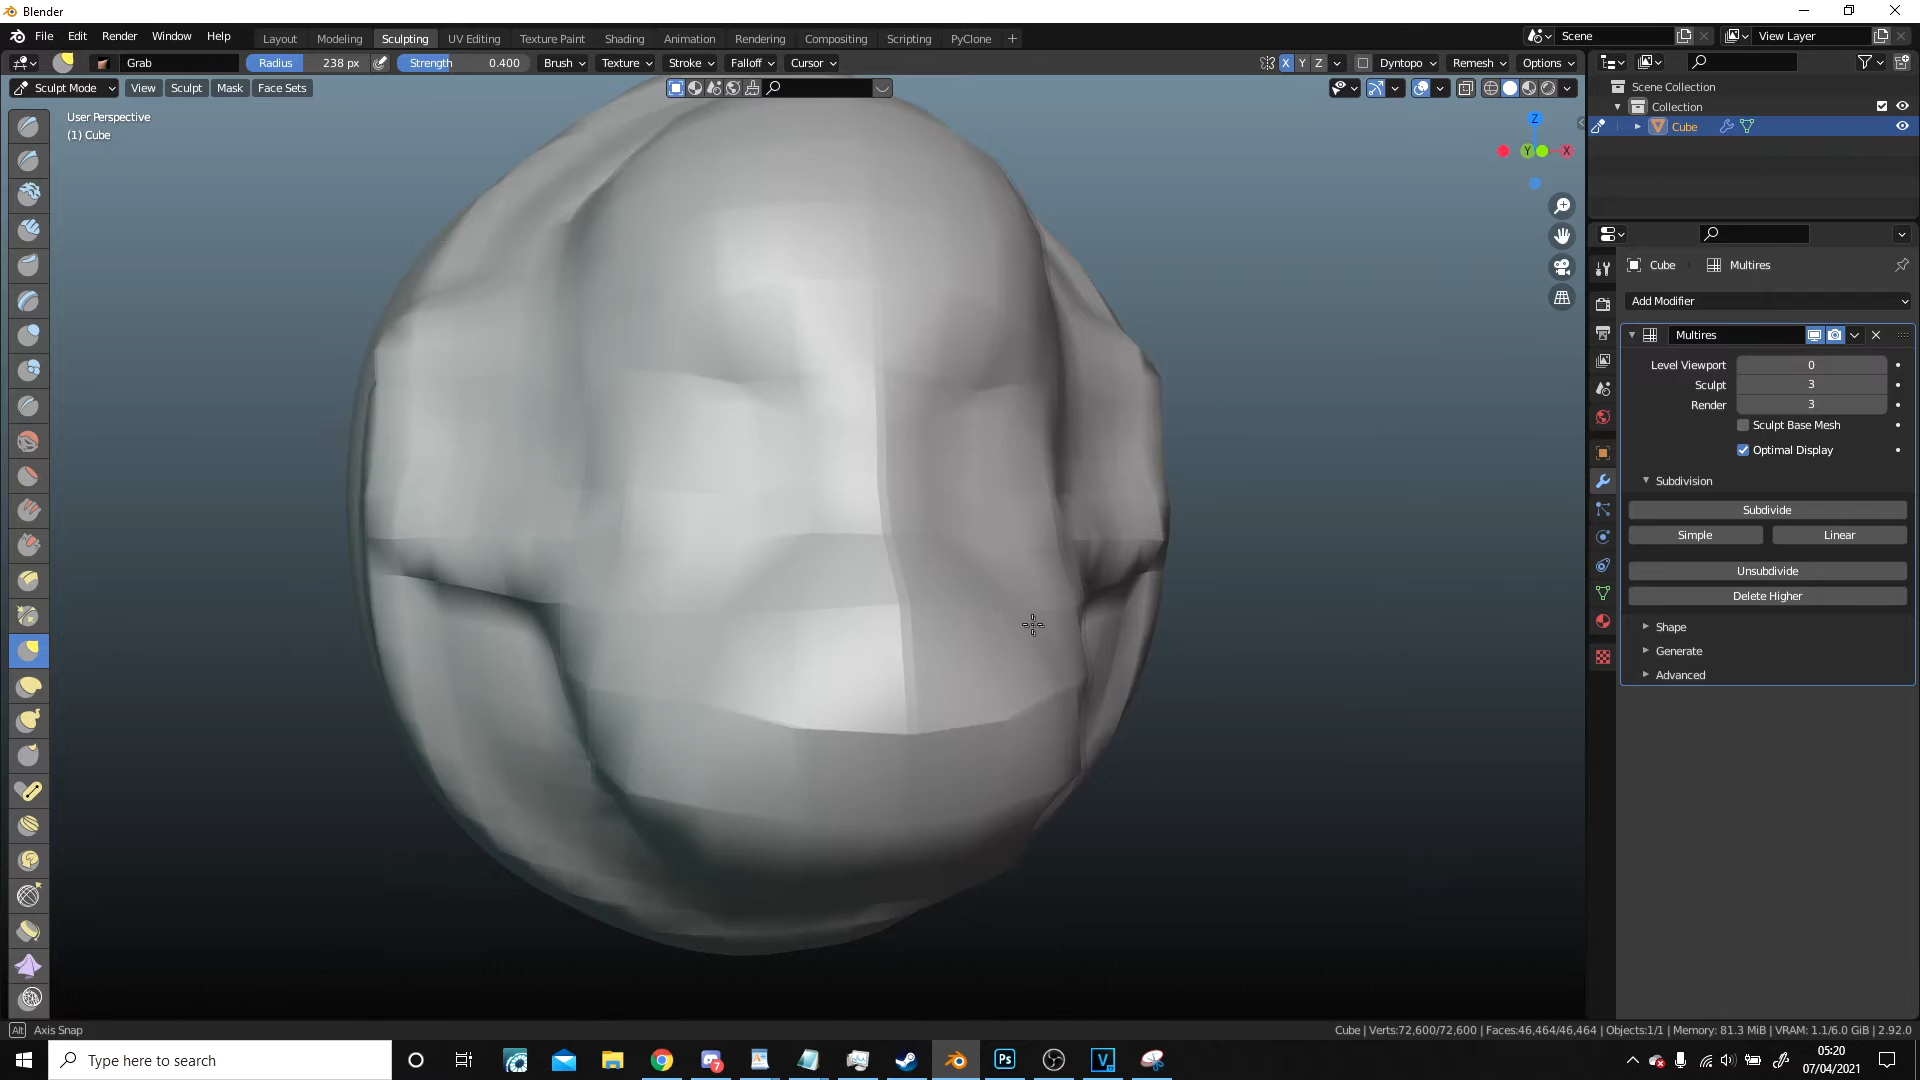 Blender
File Edit Render Window Help
Layout Modeling Sculpting UV Editing Texture Paint Shading Animation Rendering Compositing Scripting PyClone
Scene
View Layer
Grab
Radius 238 px
Strength 0.400
Brush Texture Stroke Falloff Cursor
X Y Z
Dyntopo
Remesh
Options
Sculpt Mode
View Sculpt Mask Face Sets
User Perspective
(1) Cube
Z
Y
X
Scene Collection
Collection
Cube
Cube
Multires
Add Modifier
Multires
Level Viewport 0
Sculpt 3
Render 3
Sculpt Base Mesh
Optimal Display
Subdivision
Subdivide
Simple Linear
Unsubdivide
Delete Higher
Shape
Generate
Advanced
Alt Axis Snap
Cube | Verts:72,600/72,600 | Faces:46,464/46,464 | Objects:1/1 | Memory: 81.3 MiB | VRAM: 1.1/6.0 GiB | 2.92.0
Type here to search
7
Ps
V
05:20
07/04/2021